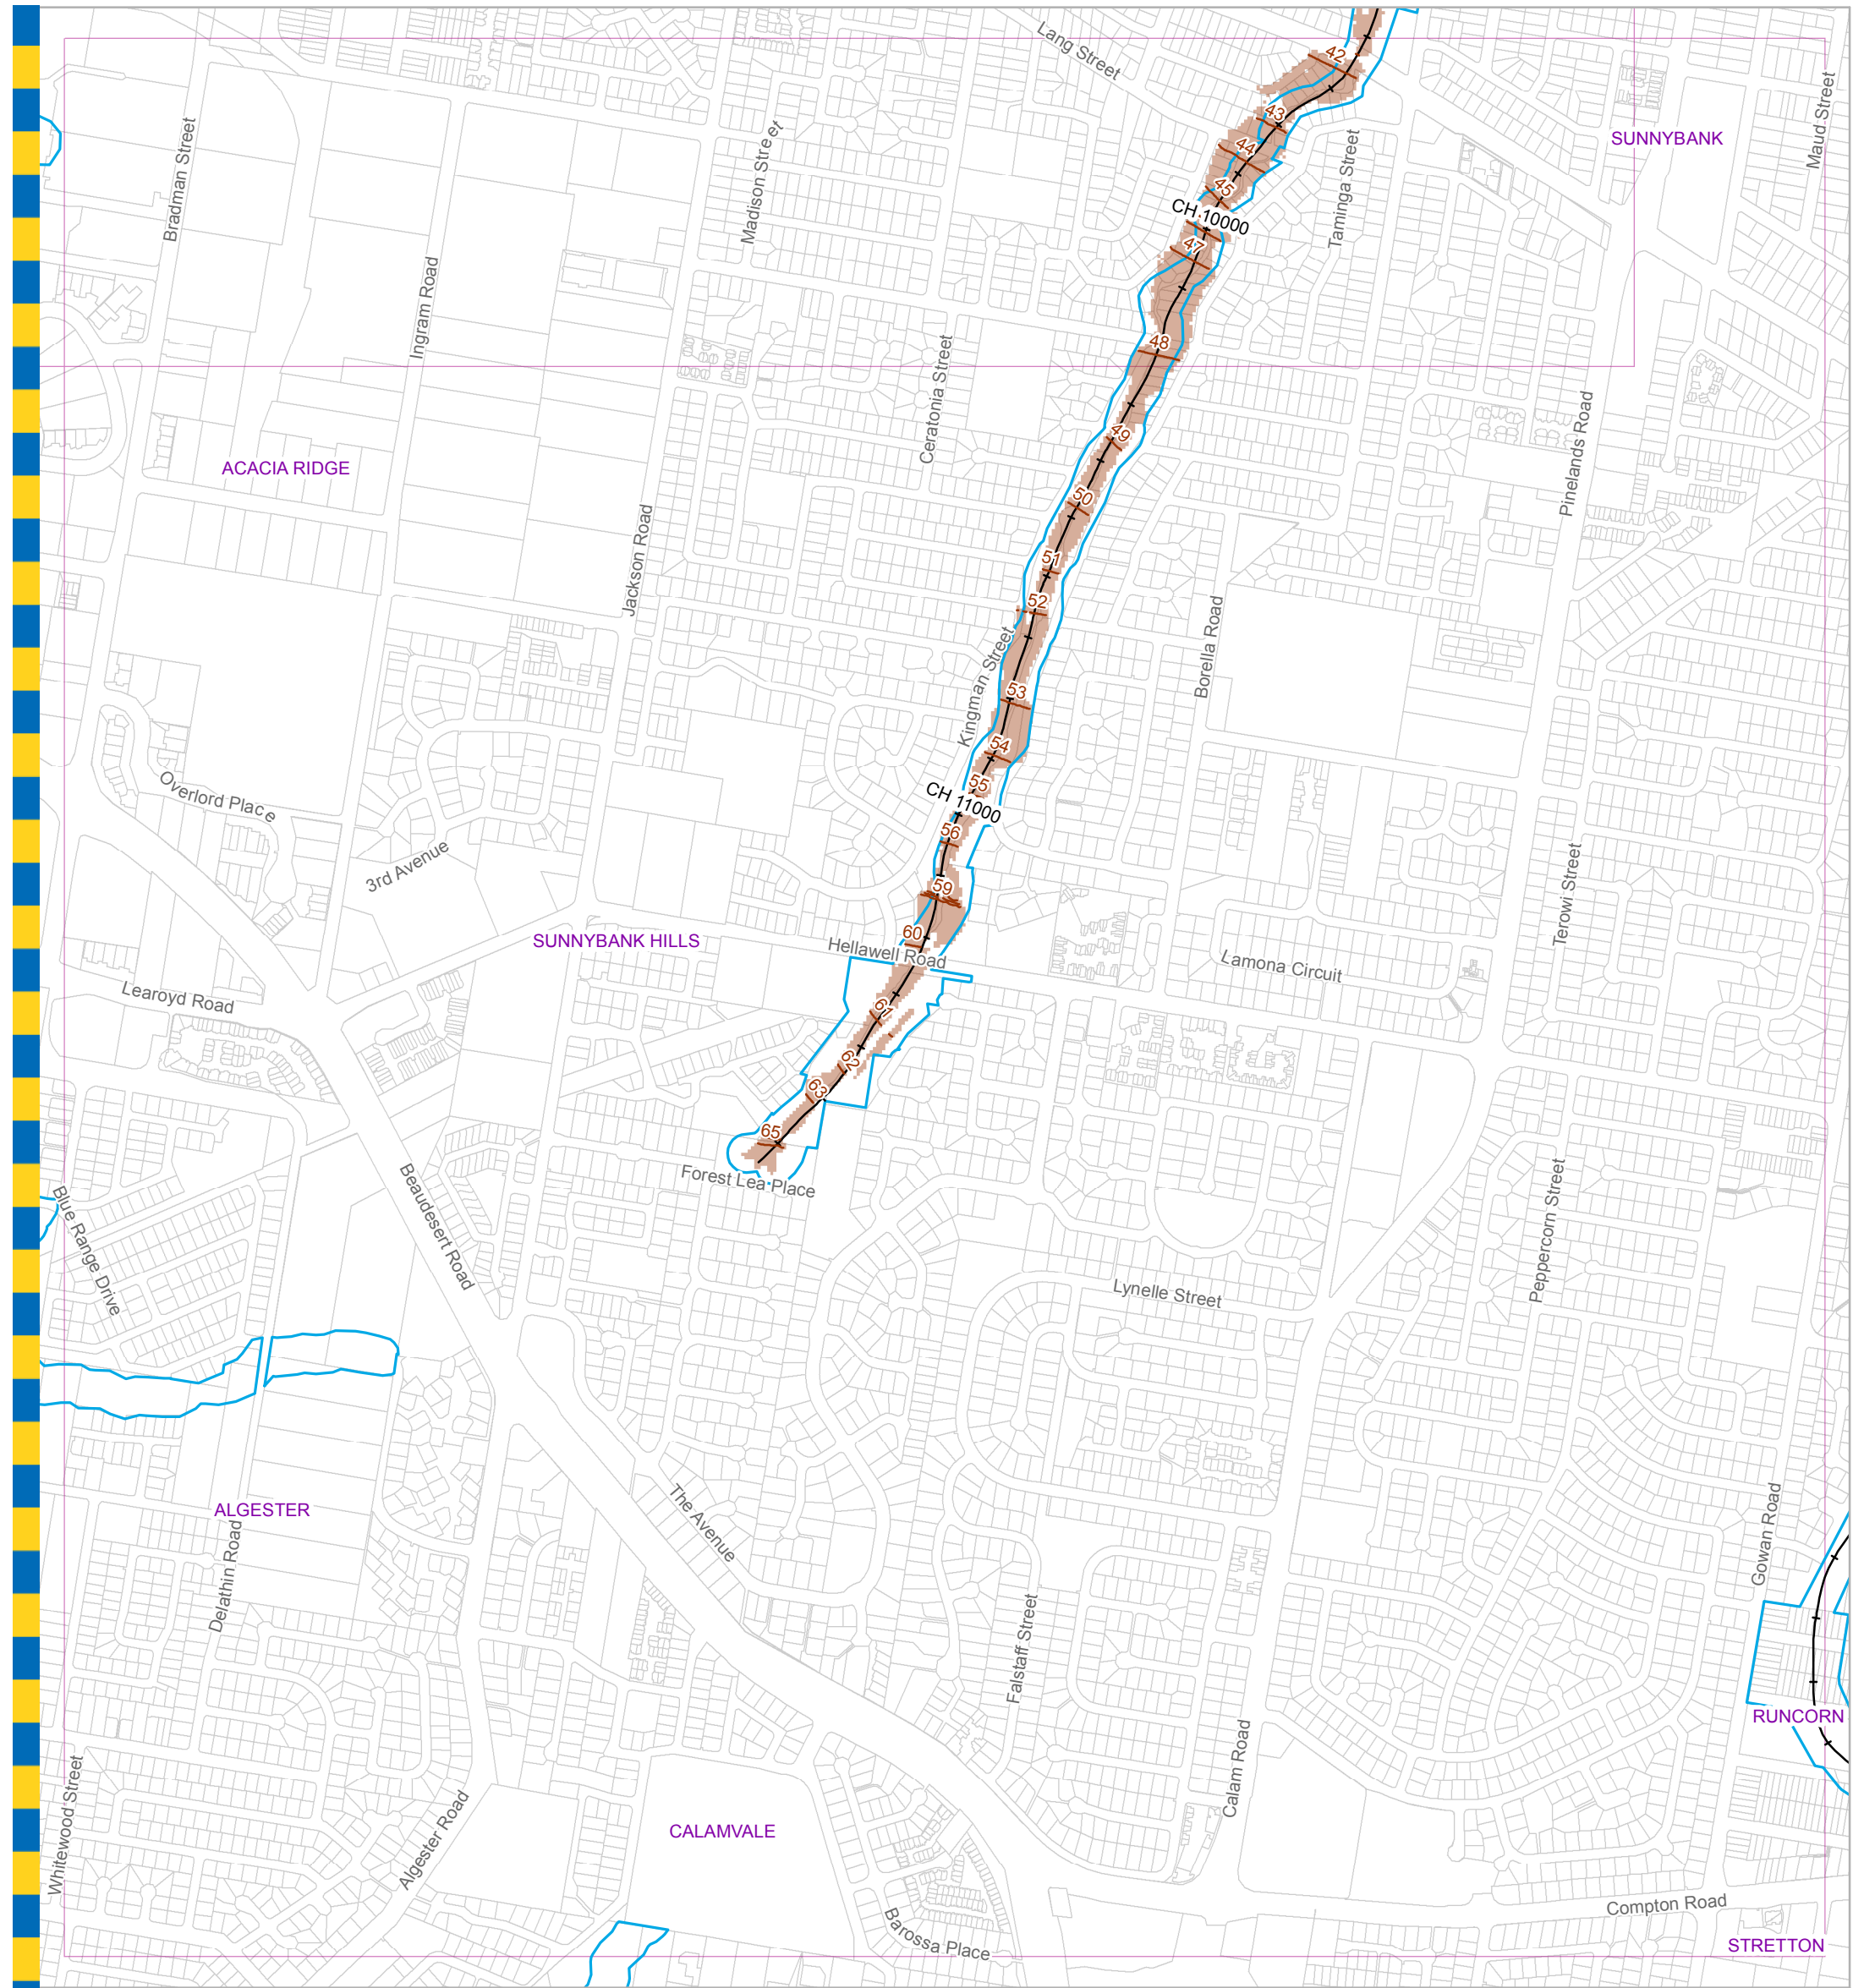 Lang Street
42
43
44
45
CH 10000
47
48
49
50
51
52
53
54
55
CH 11000
56
59
60
61
62
63
65
SUNNYBANK
Maud Street
Taminga Street
Bradman Street
Madison Street
Ingram Road
Ceratonia Street
Pinelands Road
ACACIA RIDGE
Jackson Road
Borella Road
Kingman Street
Overlord Place
3rd Avenue
Terowi Street
SUNNYBANK HILLS
Hellawell Road
Lamona Circuit
Learoyd Road
Forest Lea Place
Beaudesert Road
Blue Range Drive
Peppercorn Street
Lynelle Street
ALGESTER
The Avenue
Delathin Road
Gowan Road
Falstaff Street
RUNCORN
Calam Road
Whitewood Street
Algester Road
CALAMVALE
Barossa Place
Compton Road
STRETTON